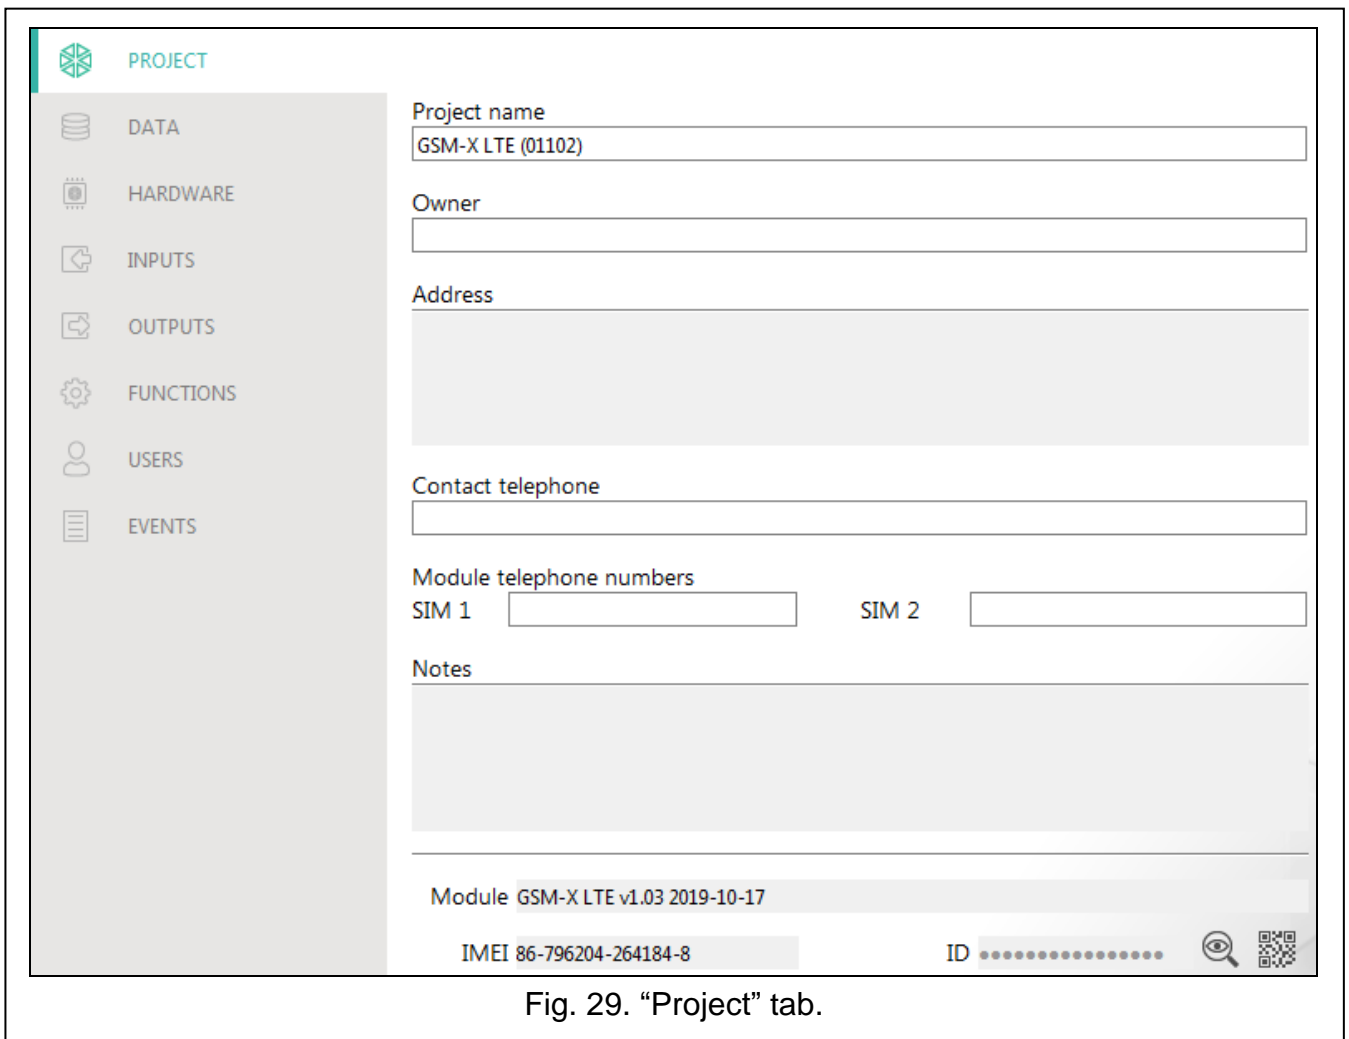 PROJECT
DATA
HARDWARE
INPUTS
OUTPUTS
FUNCTIONS
USERS
EVENTS
Project name
GSM-X LTE (01102)
Owner
Address
Contact telephone
Module telephone numbers
SIM 1 SIM 2
Notes
Module GSM-X LTE v1.03 2019-10-17
IMEI 86-796204-264184-8 ID ●●●●●●●●●●●●●●●●
Fig. 29. “Project” tab.